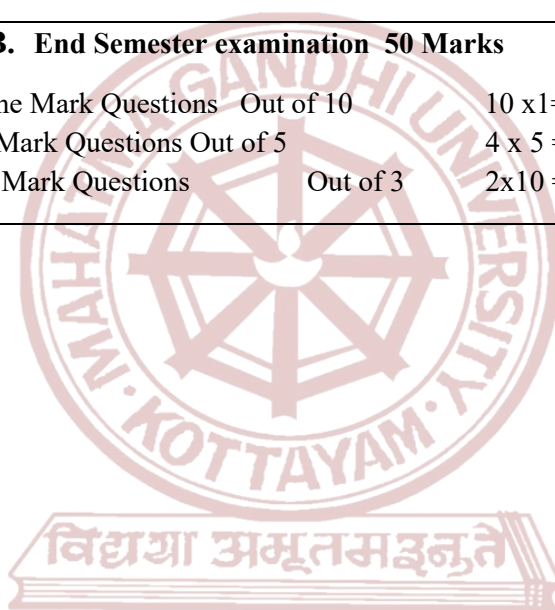 3. End Semester examination 50 Marks
ne Mark Questions Out of 10 10 x1=
Mark Questions Out of 5 4 x 5 =
Mark Questions Out of 3 2x10 =
MAHATMA GANDHI UNIVERSITY
KOTTAYAM
विद्यया अमृतमश्नुते